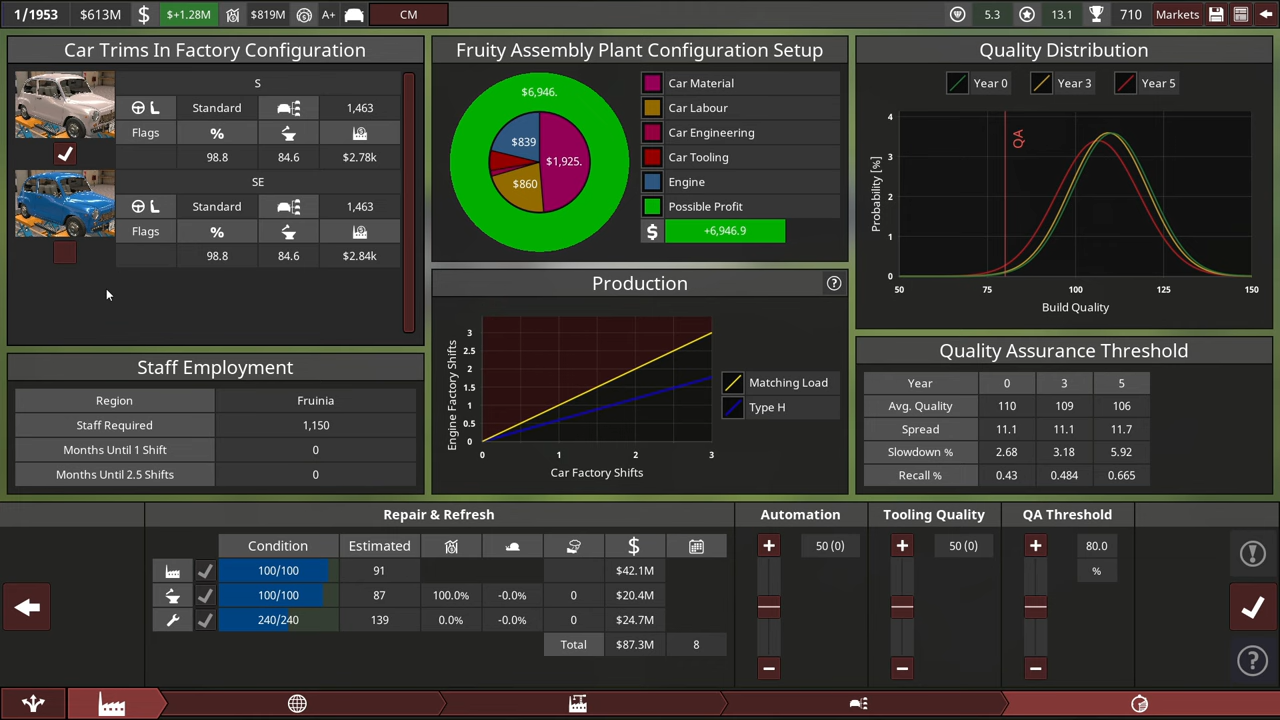 1/1953 $613M $ $+1.28M $819M A+ CM 5.3 13.1 710 Markets
Car Trims In Factory Configuration
S
Standard 1,463
Flags %
98.8 84.6 $2.78k
SE
Standard 1,463
Flags %
98.8 84.6 $2.84k
Staff Employment
Region Fruinia
Staff Required 1,150
Months Until 1 Shift 0
Months Until 2.5 Shifts 0
Fruity Assembly Plant Configuration Setup
$6,946.
$839
$1,925.
$860
Car Material
Car Labour
Car Engineering
Car Tooling
Engine
Possible Profit
$ +6,946.9
Production
?
Engine Factory Shifts
3
2.5
2
1.5
1
0.5
0
0 1 2 3
Car Factory Shifts
Matching Load
Type H
Quality Distribution
Year 0 Year 3 Year 5
Probability [%]
4
3
2
1
0
QA
50 75 100 125 150
Build Quality
Quality Assurance Threshold
Year 0 3 5
Avg. Quality 110 109 106
Spread 11.1 11.1 11.7
Slowdown % 2.68 3.18 5.92
Recall % 0.43 0.484 0.665
Repair & Refresh
Condition Estimated $
100/100 91 $42.1M
100/100 87 100.0% -0.0% 0 $20.4M
240/240 139 0.0% -0.0% 0 $24.7M
Total $87.3M 8
Automation
+ 50 (0)
−
Tooling Quality
+ 50 (0)
−
QA Threshold
+ 80.0
%
−
!
?